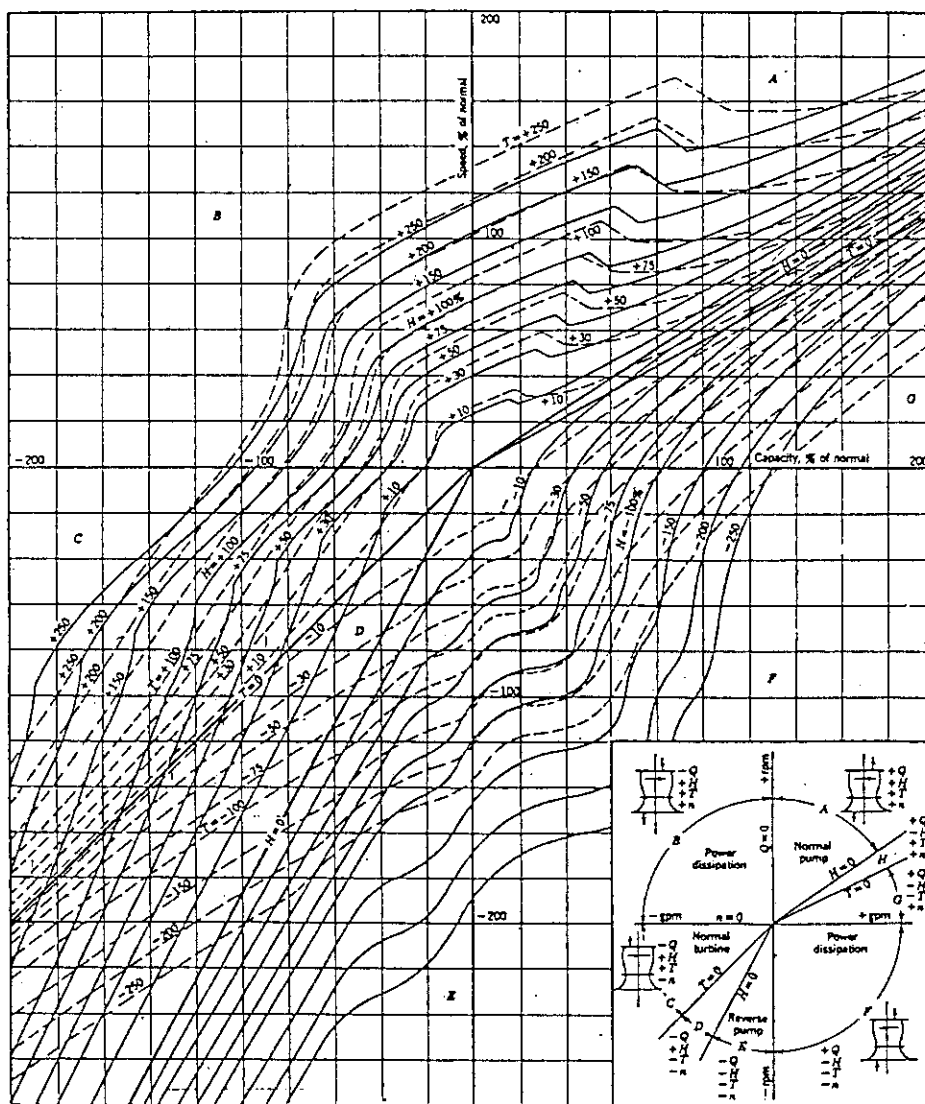 200
A
Speed, % of normal
T = +250
+200
+150
B
+250
+200
100
+100
+150
+75
H = 0
T = 0
H = +100%
+50
+75
+50
+30
+30
+10
+10
G
-200
-100
100
Capacity, % of normal
200
-10
-30
-50
-75
H = -100%
-150
-200
-250
C
+10
+30
+50
+75
H = +100
+150
+200
+250
+250
+200
+150
T = +100
+75
+50
+30
+10
T = 0
-10
D
-30
-50
-75
T = -100
-150
-200
-250
H = 0
-100
-200
E
F
-Q
+H
+T
+n
+rpm
+Q
+H
+T
+n
A
B
Q = 0
Power
dissipation
Normal
pump
H = 0
T = 0
H
G
+Q
-H
+T
+n
+Q
-H
-T
+n
-gpm
n = 0
+gpm
Normal
turbine
Power
dissipation
-Q
+H
+T
-n
T = 0
H = 0
C
D
E
F
Reverse
pump
-rpm
-Q
+H
-T
-n
-Q
-H
-T
-n
+Q
-H
-T
-n